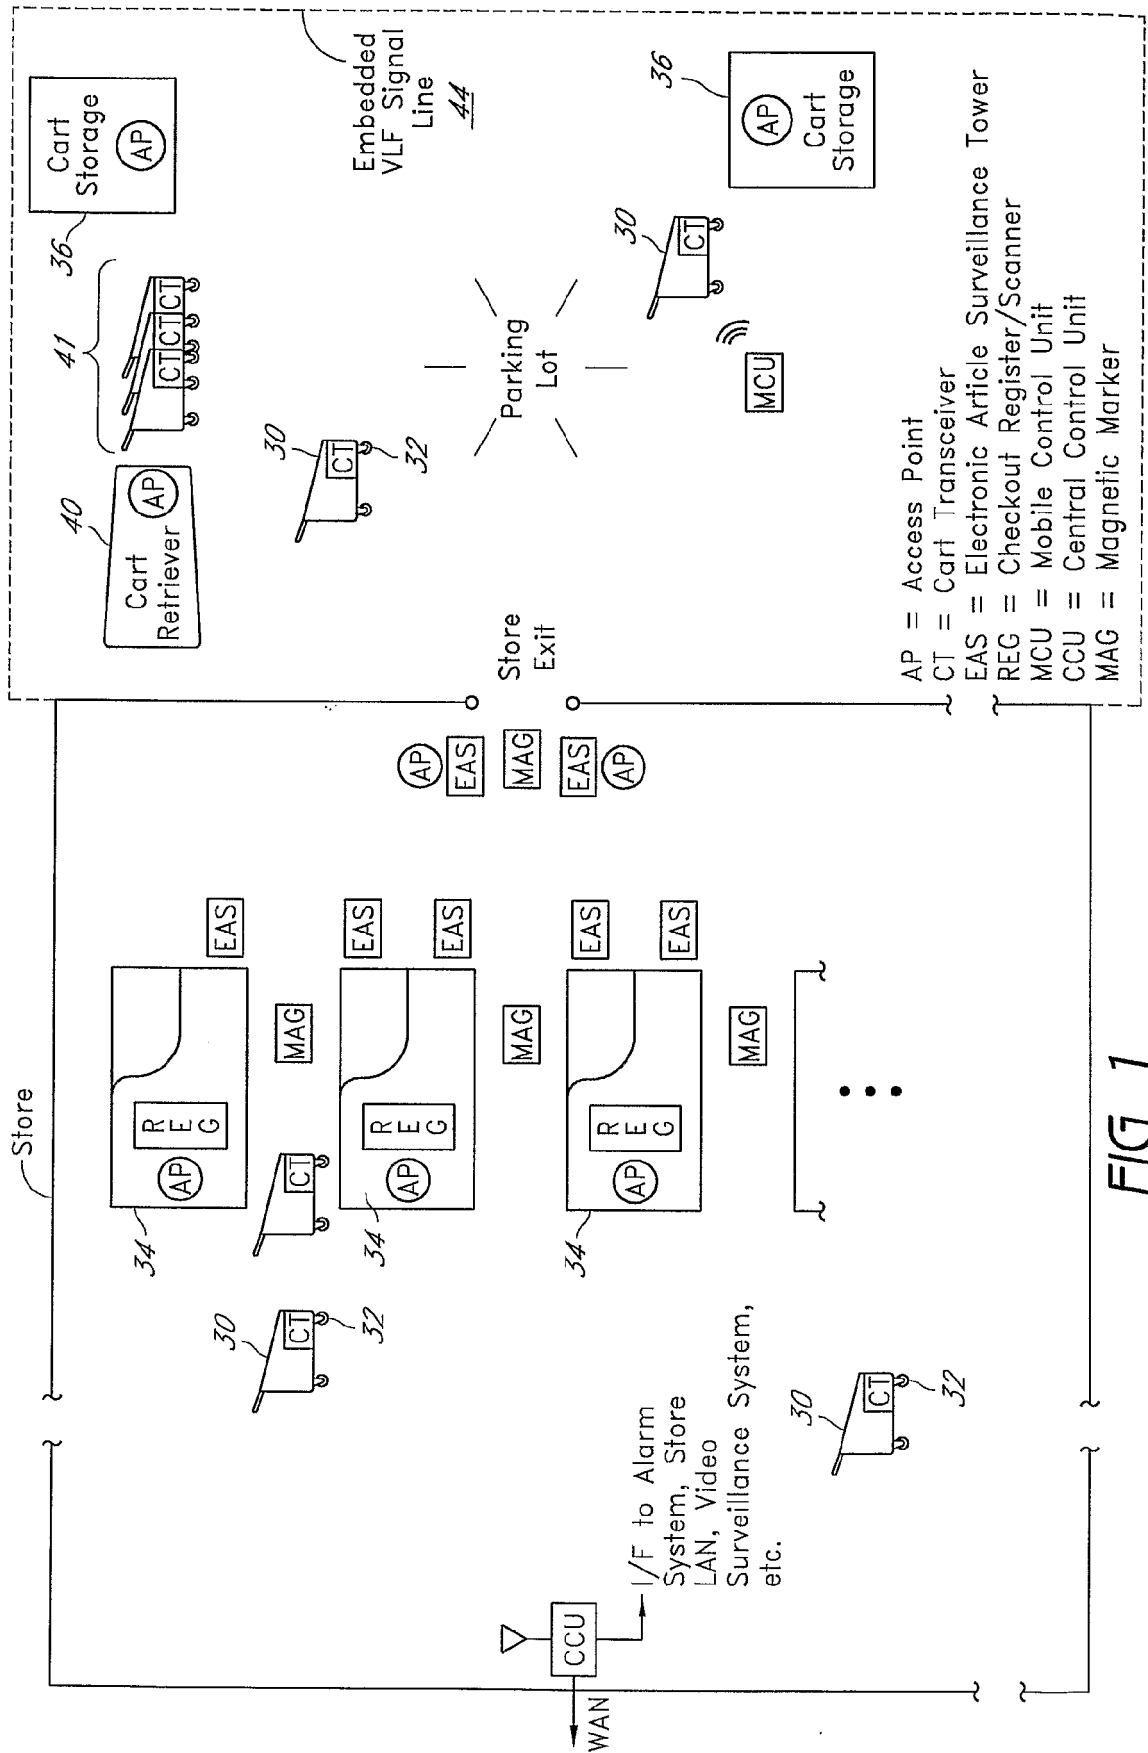 Store
34
AP
REG
EAS
30
CT
32
CT
MAG
34
AP
REG
EAS
EAS
MAG
34
AP
REG
EAS
EAS
MAG
30
CT
32
CCU
WAN
I/F to Alarm
System, Store
LAN, Video
Surveillance System,
etc.
AP
EAS
MAG
EAS
AP
Store
Exit
40
Cart
Retriever
AP
41
CT
CT
CT
36
Cart
Storage
AP
30
CT
32
Embedded
VLF Signal
Line
44
Parking
Lot
MCU
30
CT
36
AP
Cart
Storage
AP = Access Point
CT = Cart Transceiver
EAS = Electronic Article Surveillance Tower
REG = Checkout Register/Scanner
MCU = Mobile Control Unit
CCU = Central Control Unit
MAG = Magnetic Marker
FIG. 1